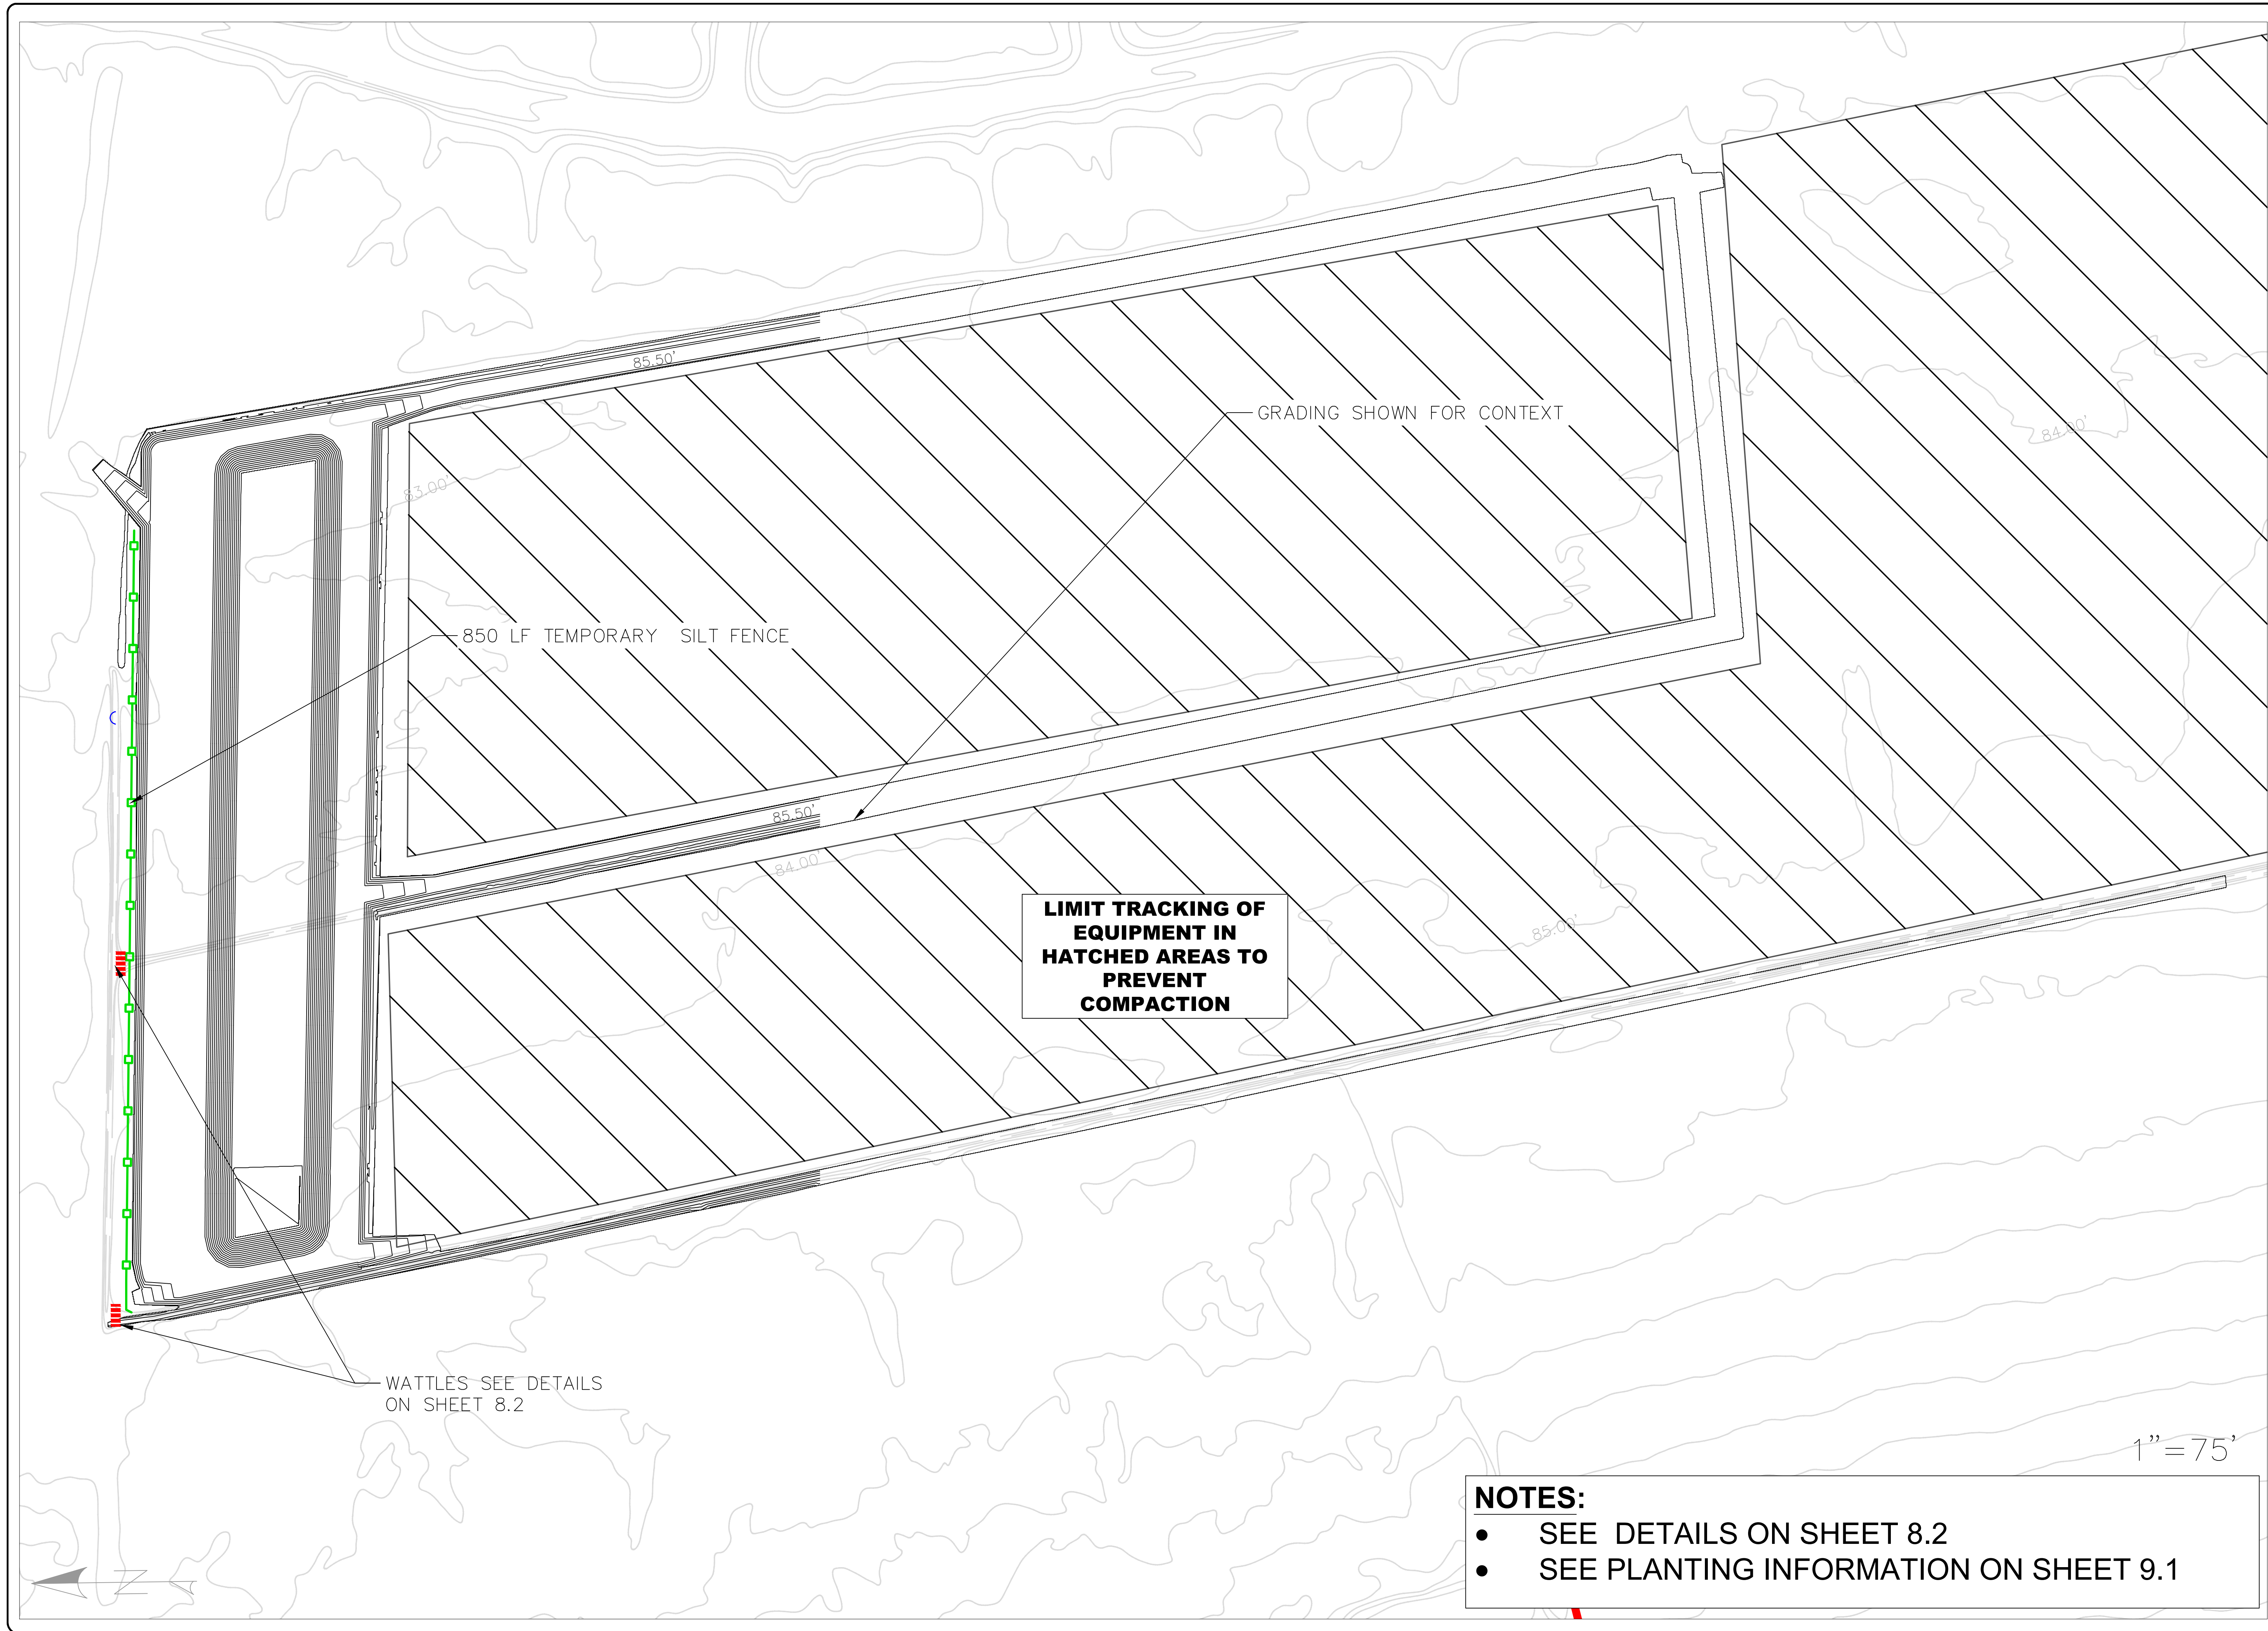 85.50'
GRADING SHOWN FOR CONTEXT
84.00'
83.00'
850 LF TEMPORARY  SILT FENCE
85.50'
84.00'
LIMIT TRACKING OF
EQUIPMENT IN
HATCHED AREAS TO
PREVENT
COMPACTION
85.00'
WATTLES SEE DETAILS
ON SHEET 8.2
1"=75'
NOTES:
● SEE  DETAILS ON SHEET 8.2
● SEE PLANTING INFORMATION ON SHEET 9.1
N